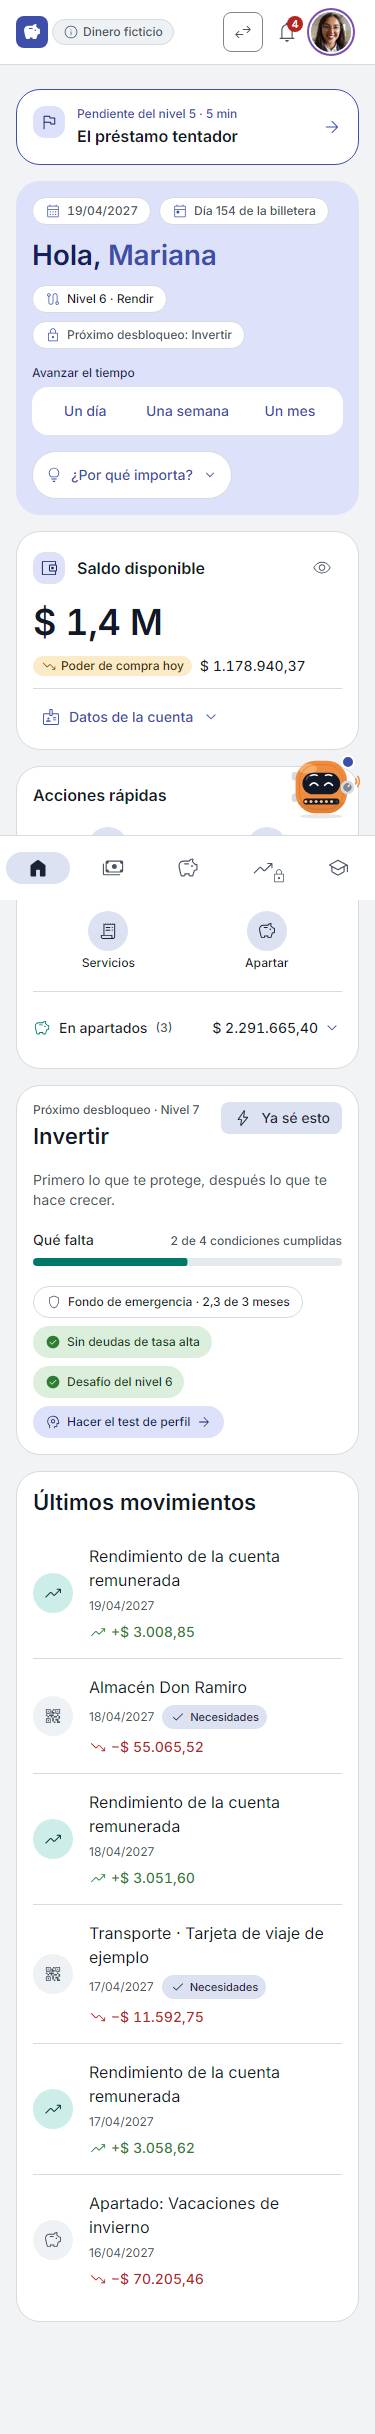 Dinero ficticio
4
Pendiente del nivel 5 · 5 min
El préstamo tentador
19/04/2027
Día 154 de la billetera
Hola, Mariana
Nivel 6 · Rendir
Próximo desbloqueo: Invertir
Avanzar el tiempo
Un día
Una semana
Un mes
¿Por qué importa?
Saldo disponible
$ 1,4 M
Poder de compra hoy
$ 1.178.940,37
Datos de la cuenta
Acciones rápidas
Servicios
Apartar
En apartados (3)
$ 2.291.665,40
Próximo desbloqueo · Nivel 7
Invertir
Ya sé esto
Primero lo que te protege, después lo que te
hace crecer.
Qué falta
2 de 4 condiciones cumplidas
Fondo de emergencia · 2,3 de 3 meses
Sin deudas de tasa alta
Desafío del nivel 6
Hacer el test de perfil
Últimos movimientos
Rendimiento de la cuenta
remunerada
19/04/2027
+$ 3.008,85
Almacén Don Ramiro
18/04/2027
Necesidades
−$ 55.065,52
Rendimiento de la cuenta
remunerada
18/04/2027
+$ 3.051,60
Transporte · Tarjeta de viaje de
ejemplo
17/04/2027
Necesidades
−$ 11.592,75
Rendimiento de la cuenta
remunerada
17/04/2027
+$ 3.058,62
Apartado: Vacaciones de
invierno
16/04/2027
−$ 70.205,46